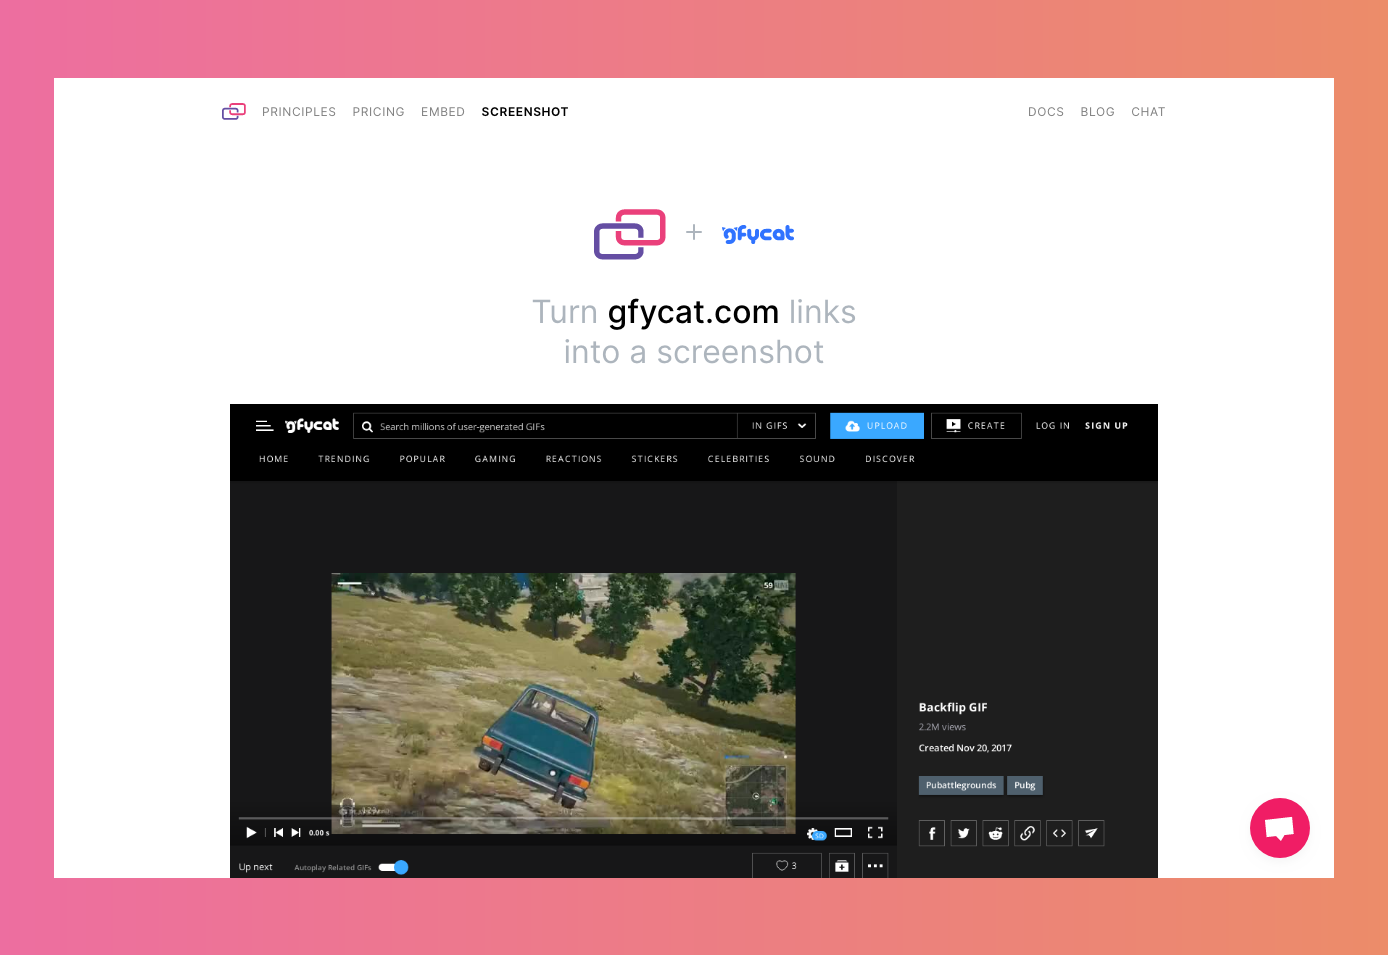 PRINCIPLES PRICING EMBED SCREENSHOT DOCS BLOG CHAT
gfycat
Turn gfycat.com links
into a screenshot
gfycat Search millions of user-generated GIFs IN GIFS UPLOAD CREATE LOG IN SIGN UP
HOME TRENDING POPULAR GAMING REACTIONS STICKERS CELEBRITIES SOUND DISCOVER
59
Backflip GIF
2.2M views
Created Nov 20, 2017
Pubattlegrounds Pubg
0.00 s SD
Up next Autoplay Related GIFs 3